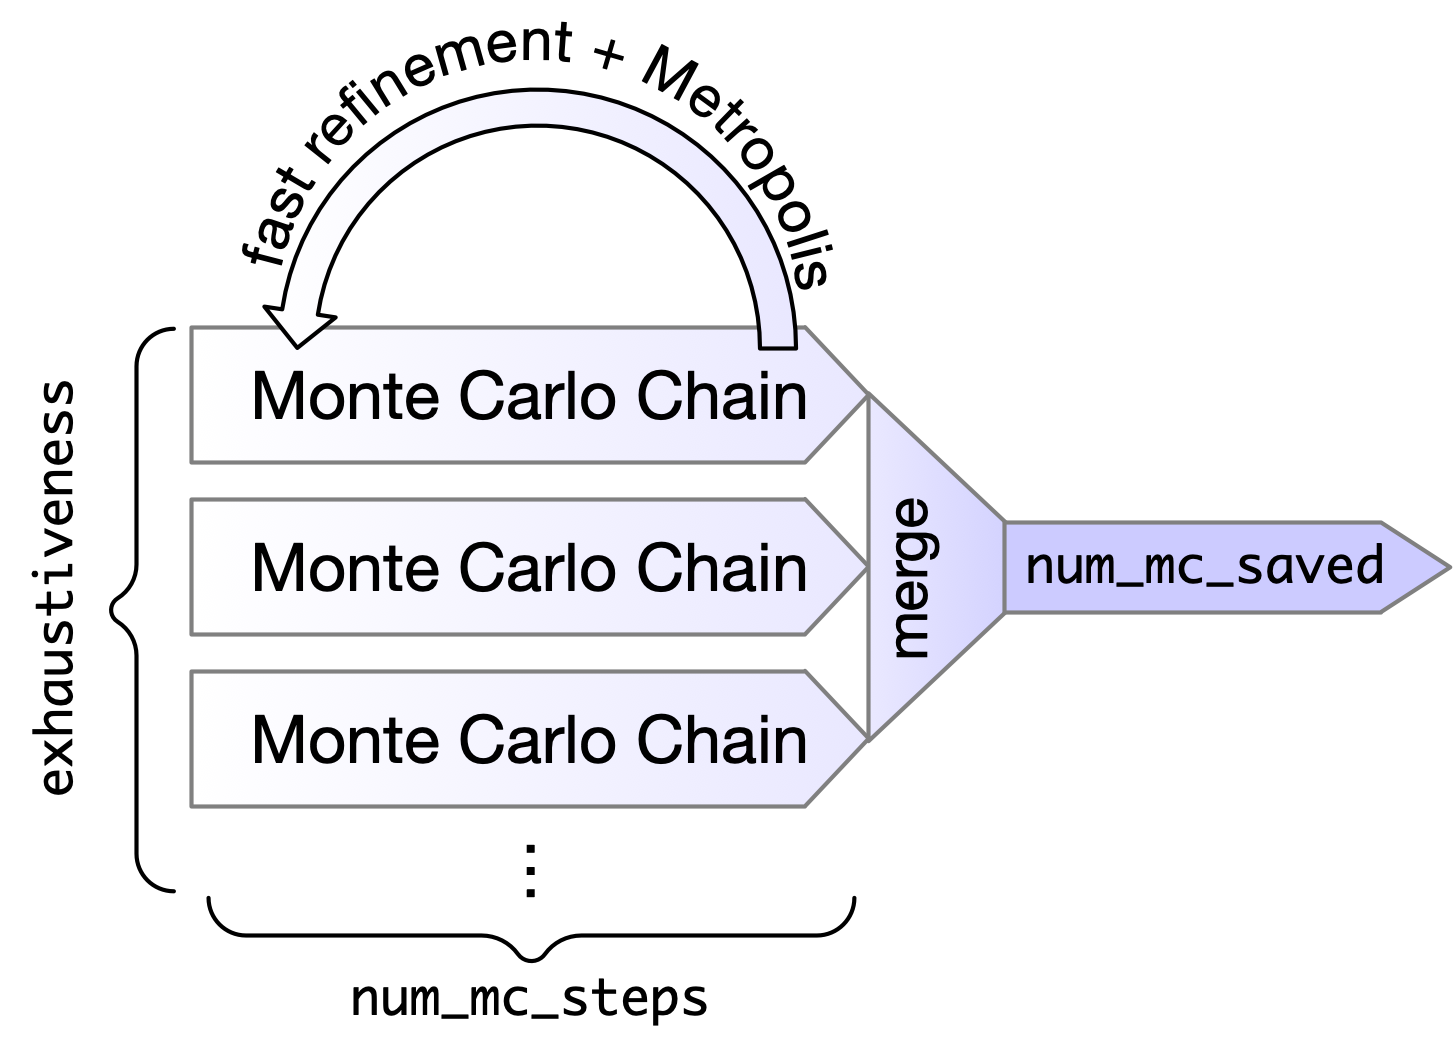 fast refinement + Metropolis
exhaustiveness
Monte Carlo Chain
Monte Carlo Chain
Monte Carlo Chain
⋮
merge
num_mc_saved
num_mc_steps